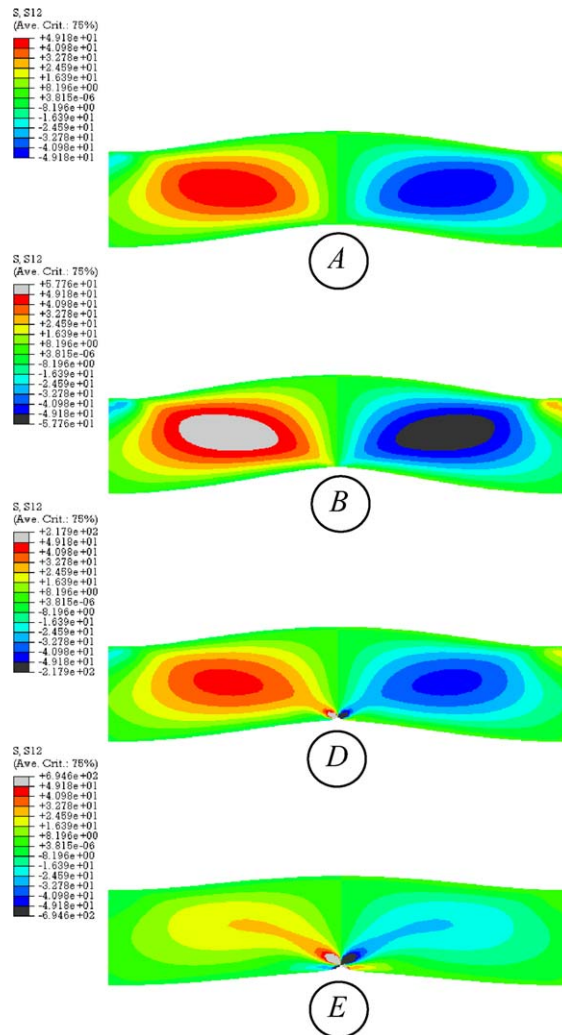 S, S12
(Ave. Crit.: 75%)
+4.918e+01
+4.098e+01
+3.278e+01
+2.459e+01
+1.639e+01
+8.196e+00
+3.815e-06
-8.196e+00
-1.639e+01
-2.459e+01
-3.278e+01
-4.098e+01
-4.918e+01
A
S, S12
(Ave. Crit.: 75%)
+5.776e+01
+4.918e+01
+4.098e+01
+3.278e+01
+2.459e+01
+1.639e+01
+8.196e+00
+3.815e-06
-8.196e+00
-1.639e+01
-2.459e+01
-3.278e+01
-4.098e+01
-4.918e+01
-5.776e+01
B
S, S12
(Ave. Crit.: 75%)
+2.179e+02
+4.918e+01
+4.098e+01
+3.278e+01
+2.459e+01
+1.639e+01
+8.196e+00
+3.815e-06
-8.196e+00
-1.639e+01
-2.459e+01
-3.278e+01
-4.098e+01
-4.918e+01
-2.179e+02
D
S, S12
(Ave. Crit.: 75%)
+6.946e+02
+4.918e+01
+4.098e+01
+3.278e+01
+2.459e+01
+1.639e+01
+8.196e+00
+3.815e-06
-8.196e+00
-1.639e+01
-2.459e+01
-3.278e+01
-4.098e+01
-4.918e+01
-6.946e+02
E